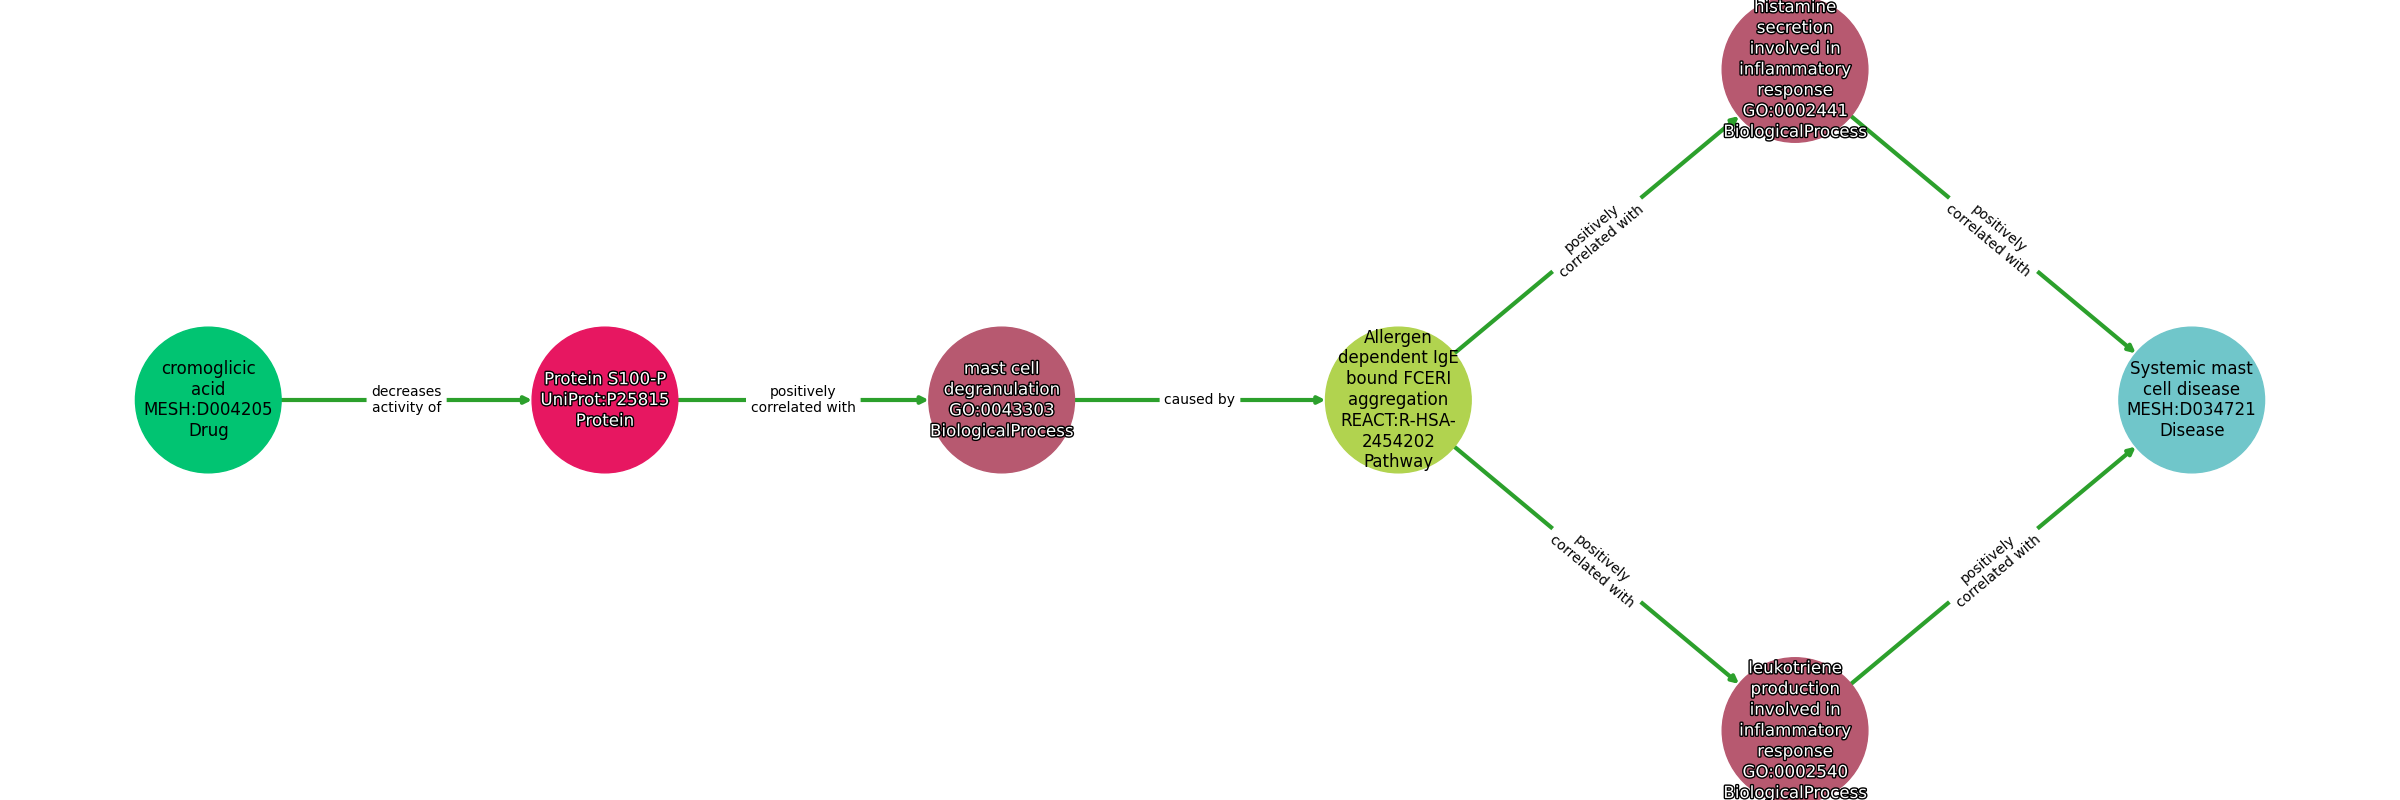 cromoglicic
acid
MESH:D004205
Drug
decreases
activity of
Protein S100-P
UniProt:P25815
Protein
positively
correlated with
mast cell
degranulation
GO:0043303
BiologicalProcess
caused by
Allergen
dependent IgE
bound FCERI
aggregation
REACT:R-HSA-
2454202
Pathway
positively
correlated with
histamine
secretion
involved in
inflammatory
response
GO:0002441
BiologicalProcess
positively
correlated with
positively
correlated with
leukotriene
production
involved in
inflammatory
response
GO:0002540
BiologicalProcess
positively
correlated with
Systemic mast
cell disease
MESH:D034721
Disease